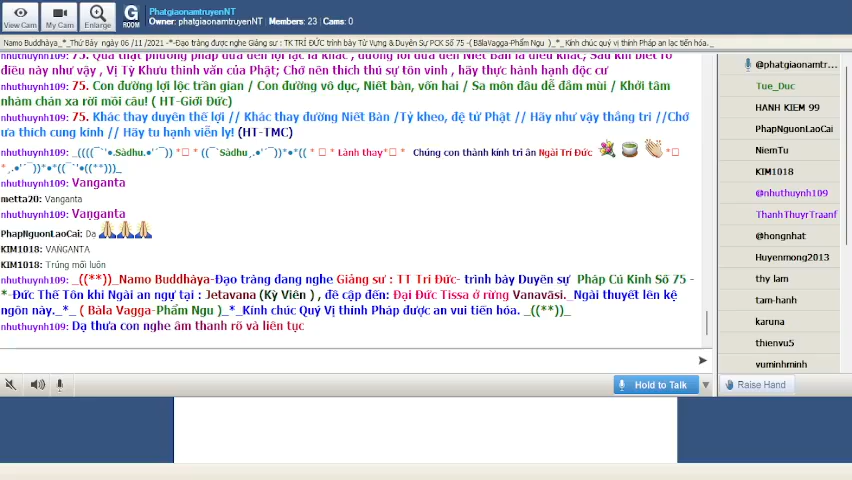 PhatgiaonamtruyenNT
Owner: phatgiaonamtruyenNT Members: 23 | Cams: 0
View Cam My Cam Enlarge G ROOM
Namo Buddhàya_*_Thứ Bảy ngày 06 /11 /2021 -*-Đạo tràng được nghe Giảng sư : TK TRÍ ĐỨC trình bày Từ Vựng & Duyên Sự PCK Số 75 -(BālaVagga-Phẩm Ngu )_*_Kính chúc quý vị thính Pháp an lạc tiến hóa._
điều này như vậy , Vị Tỳ Khưu thinh văn của Phật; Chớ nên thích thú sự tôn vinh , hãy thực hành hạnh độc cư
nhuthuynh109: 75. Con đường lợi lộc trần gian / Con đường vô dục, Niết bàn, vốn hai / Sa môn đâu dễ đắm mùi / Khởi tâm
nhàm chán xa rời mồi câu! ( HT-Giới Đức)
nhuthuynh109: 75. Khác thay duyên thế lợi // Khác thay đường Niết Bàn /Tỷ kheo, đệ tử Phật // Hãy như vậy thắng tri //Chớ
ưa thích cung kính // Hãy tu hạnh viễn ly! (HT-TMC)
nhuthuynh109: Lành thay Chúng con thành kính tri ân Ngài Trí Đức
nhuthuynh109: Vanganta
metta20: Vanganta
nhuthuynh109: Vaṇganta
PhapNguonLaoCai: Dạ
KIM1018: VANGANTA
KIM1018: Trúng mối luôn
nhuthuynh109: _((**))_Namo Buddhàya-Đạo tràng đang nghe Giảng sư : TT Trí Đức- trình bày Duyên sự Pháp Cú Kinh Số 75 -
*-Đức Thế Tôn khi Ngài an ngự tại : Jetavana (Kỳ Viên ) , đề cập đến: Đại Đức Tissa ở rừng Vanavāsi._Ngài thuyết lên kệ
ngôn này._*_ ( Bàla Vagga-Phẩm Ngu )_*_Kính chúc Quý Vị thính Pháp được an vui tiến hóa. _((**))_
nhuthuynh109: Dạ thưa con nghe âm thanh rõ và liên tục
Hold to Talk
@phatgiaonamtr...
Tue_Duc
HANH KIEM 99
PhapNguonLaoCai
NiemTu
KIM1018
@nhuthuynh109
ThanhThuyrTraanf
@hongnhat
Huyenmong2013
thy lam
tam-hanh
karuna
thienvu5
vuminhminh
Raise Hand